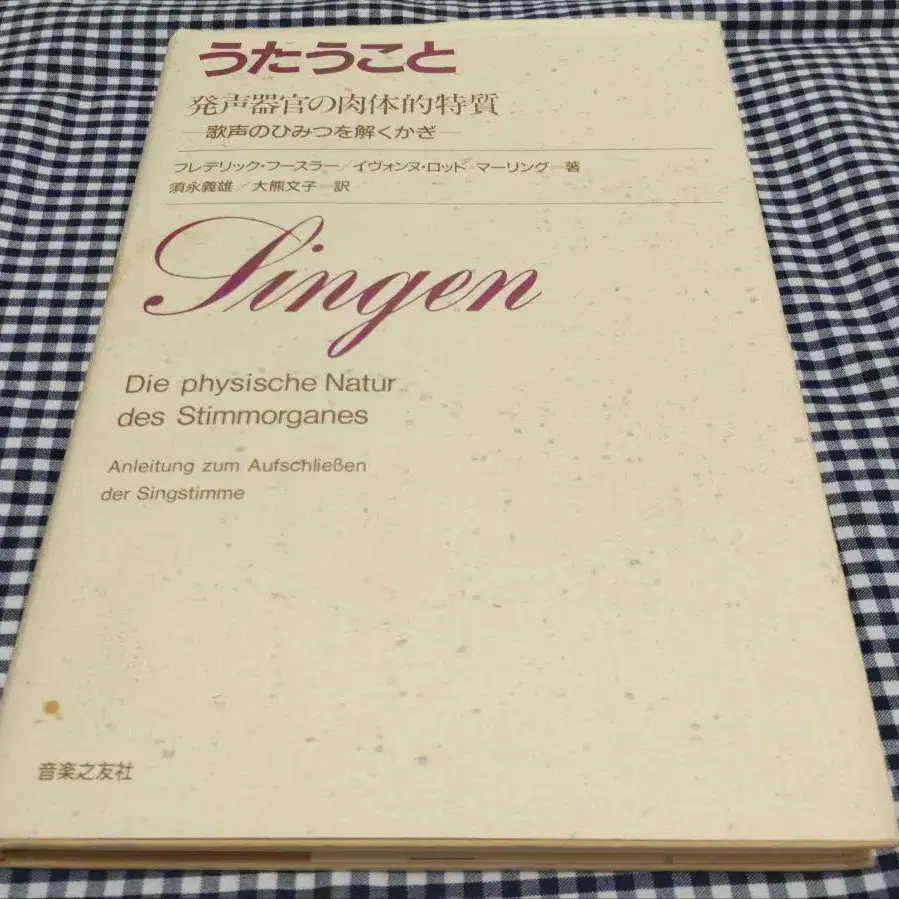 うたうこと
発声器官の肉体的特質
―歌声のひみつを解くかぎ―
フレデリック・フースラー/イヴォンヌ・ロッド-マーリング―著
須永義雄/大熊文子―訳
Singen
Die physische Natur
des Stimmorganes
Anleitung zum Aufschließen
der Singstimme
音楽之友社